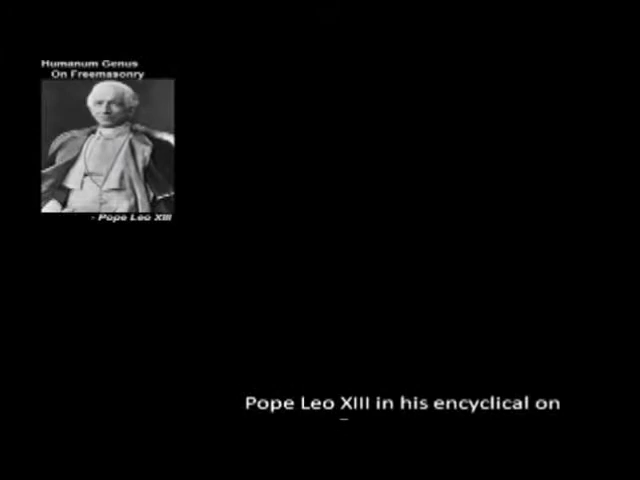 Humanum Genus
On Freemasonry
- Pope Leo XIII
Pope Leo XIII in his encyclical on